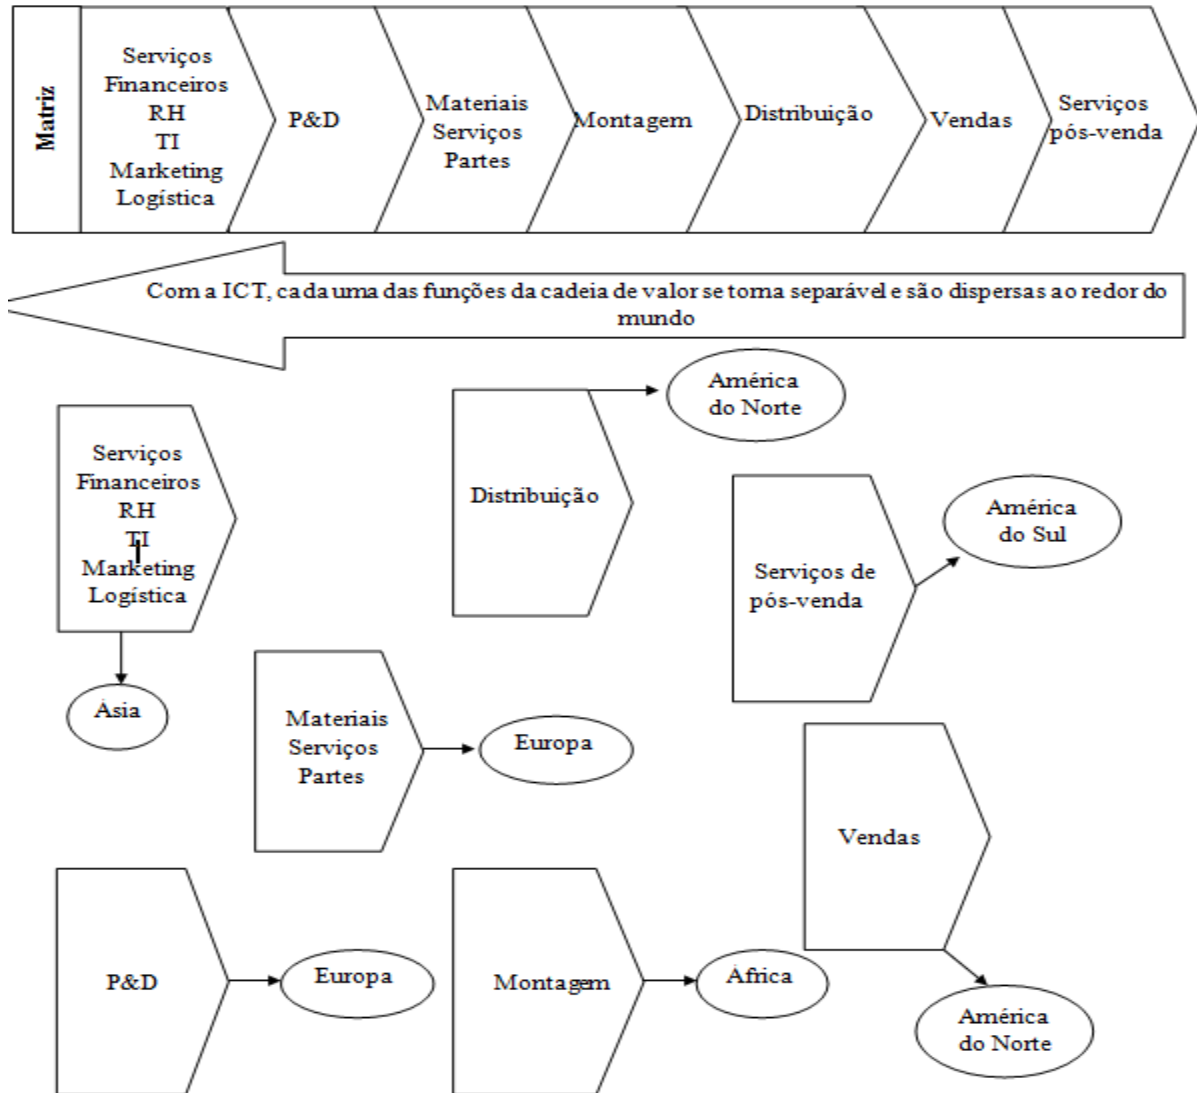 Matriz
Serviços
Financeiros
RH
TI
Marketing
Logística
P&D
Materiais
Serviços
Partes
Montagem
Distribuição
Vendas
Serviços
pós-venda
Com a ICT, cada uma das funções da cadeia de valor se torna separável e são dispersas ao redor do
mundo
América
do Norte
Serviços
Financeiros
RH
TI
Marketing
Logística
Distribuição
América
do Sul
Serviços de
pós-venda
Ásia
Materiais
Serviços
Partes
Europa
Vendas
P&D
Europa
Montagem
África
América
do Norte